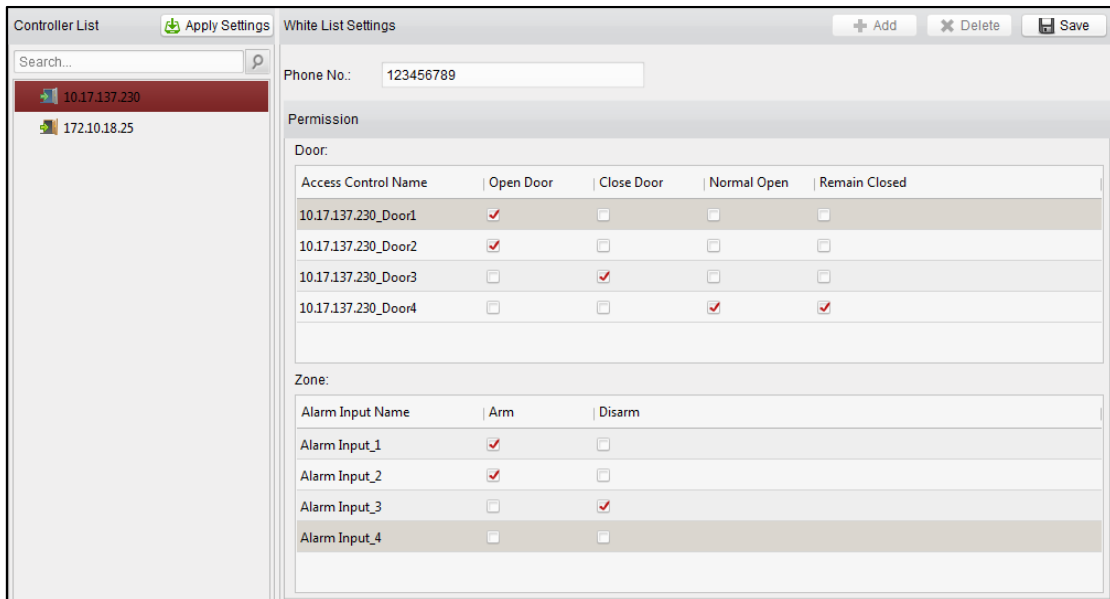 Controller List Apply Settings White List Settings Add Delete Save
Search...
Phone No.: 123456789
10.17.137.230
172.10.18.25
Permission
Door:
Access Control Name Open Door Close Door Normal Open Remain Closed
10.17.137.230_Door1
10.17.137.230_Door2
10.17.137.230_Door3
10.17.137.230_Door4
Zone:
Alarm Input Name Arm Disarm
Alarm Input_1
Alarm Input_2
Alarm Input_3
Alarm Input_4